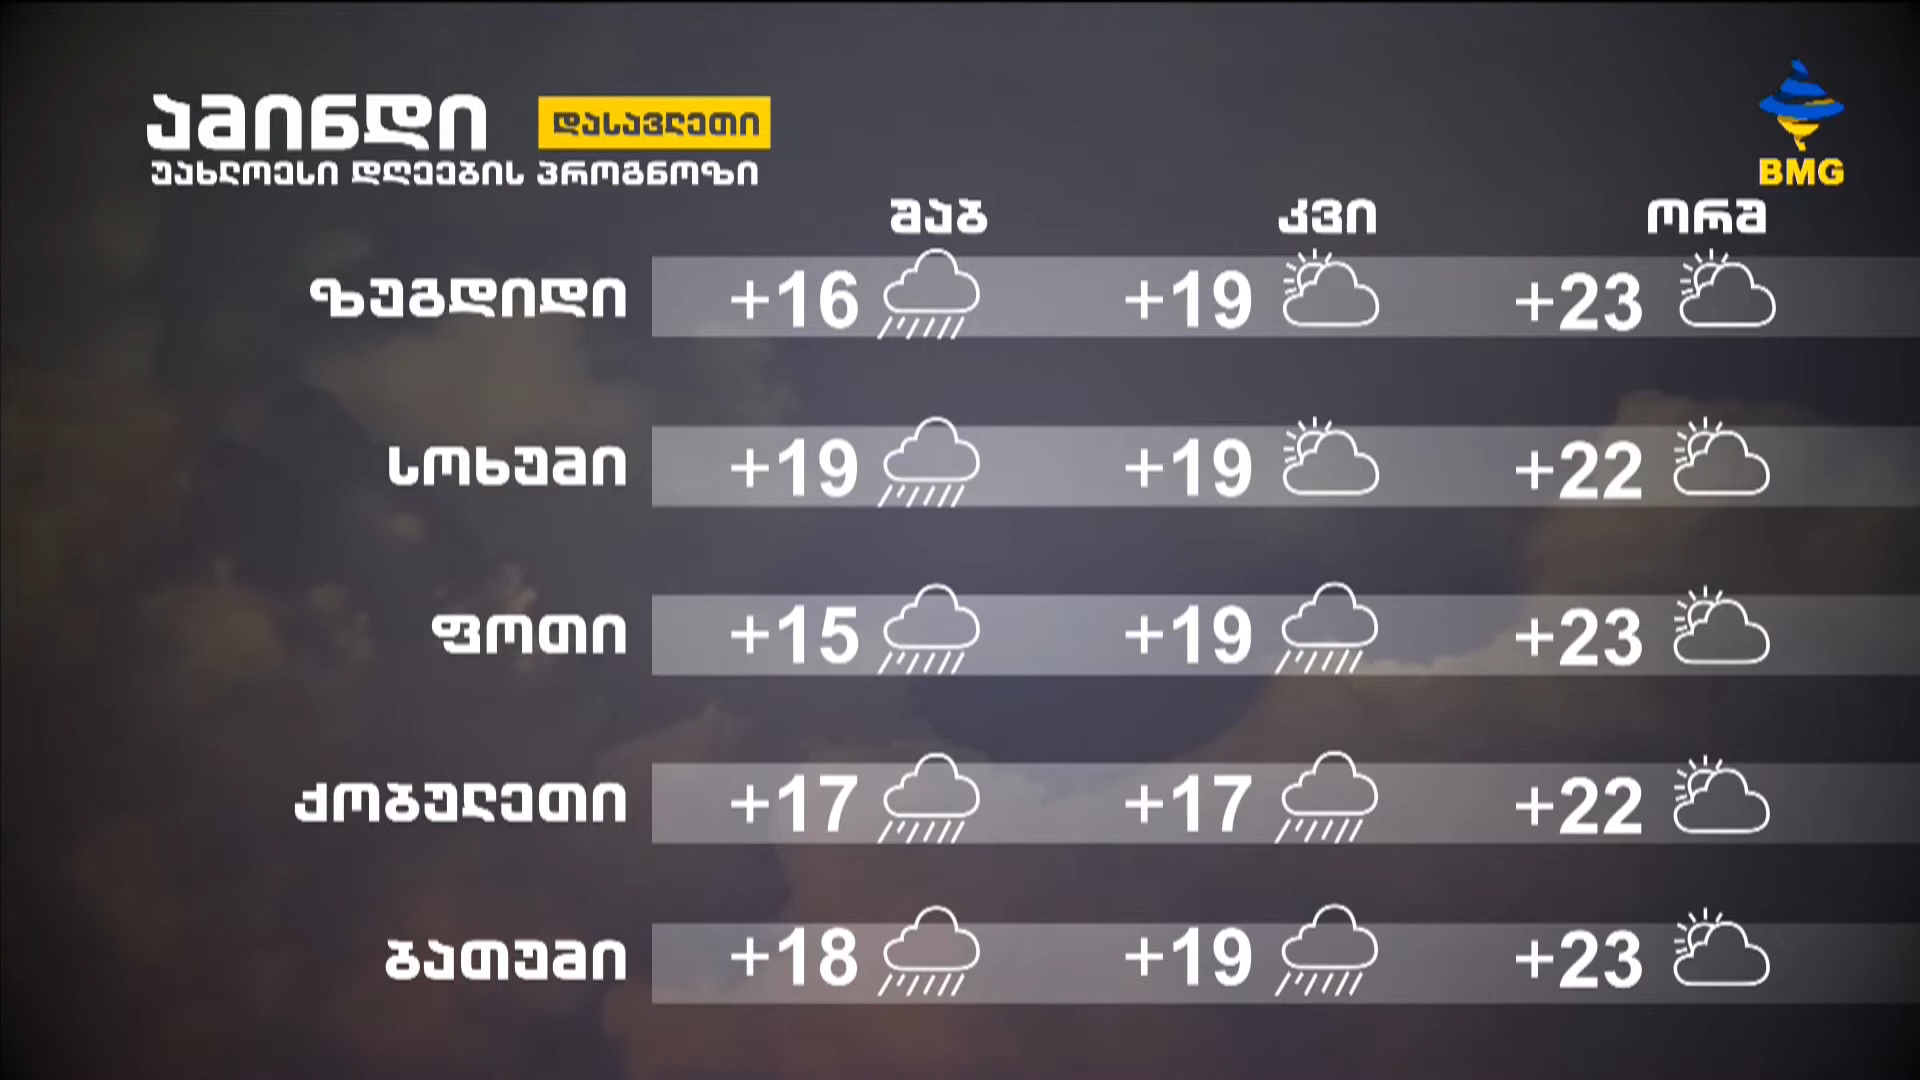 ამინდი დასავლეთი
უახლოესი დღეების პროგნოზი
BMG
შაბ კვი ორშ
ზუგდიდი +16 +19 +23
სოხუმი +19 +19 +22
ფოთი +15 +19 +23
ქობულეთი +17 +17 +22
ბათუმი +18 +19 +23